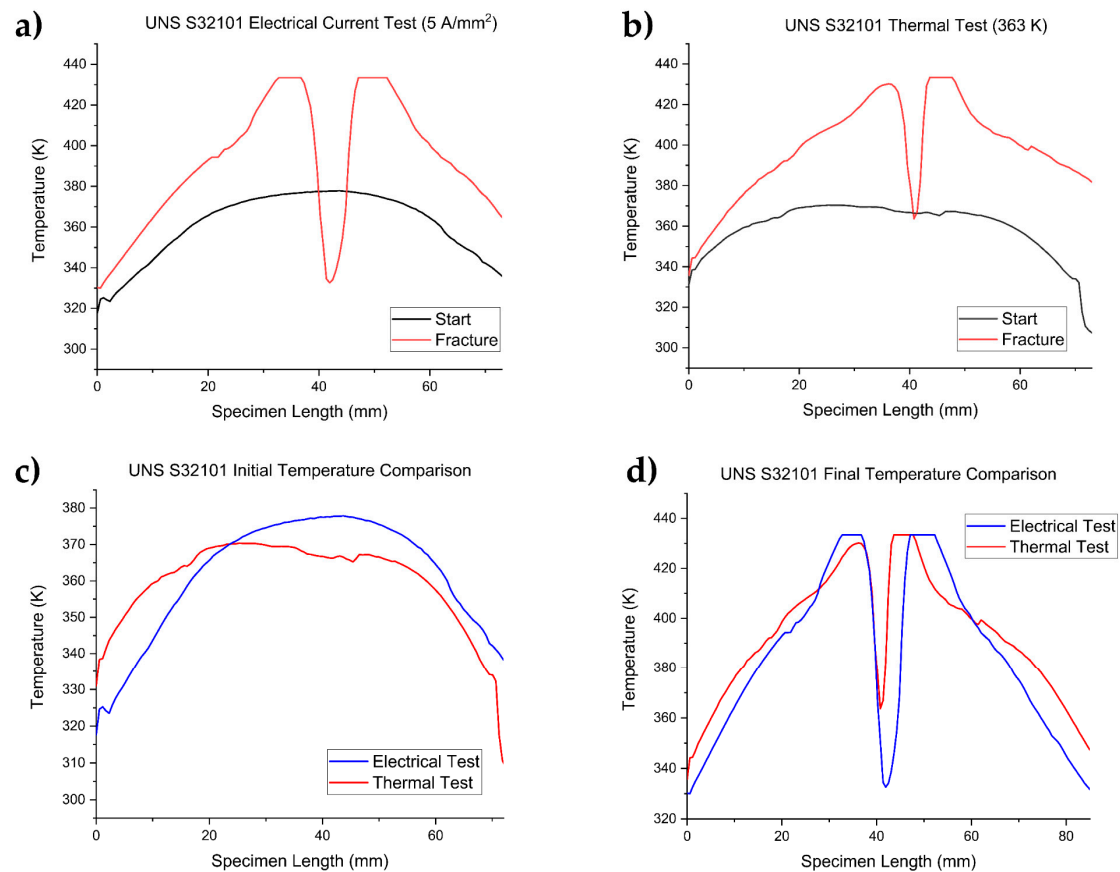 a)
UNS S32101 Electrical Current Test (5 A/mm²)
Temperature (K)
440
420
400
380
360
340
320
300
0
20
40
60
Specimen Length (mm)
Start
Fracture
b)
UNS S32101 Thermal Test (363 K)
Temperature (K)
440
420
400
380
360
340
320
300
0
20
40
60
Specimen Length (mm)
Start
Fracture
c)
UNS S32101 Initial Temperature Comparison
Temperature (K)
380
370
360
350
340
330
320
310
300
0
20
40
60
Specimen Length (mm)
Electrical Test
Thermal Test
d)
UNS S32101 Final Temperature Comparison
Temperature (K)
440
420
400
380
360
340
320
0
20
40
60
80
Specimen Length (mm)
Electrical Test
Thermal Test